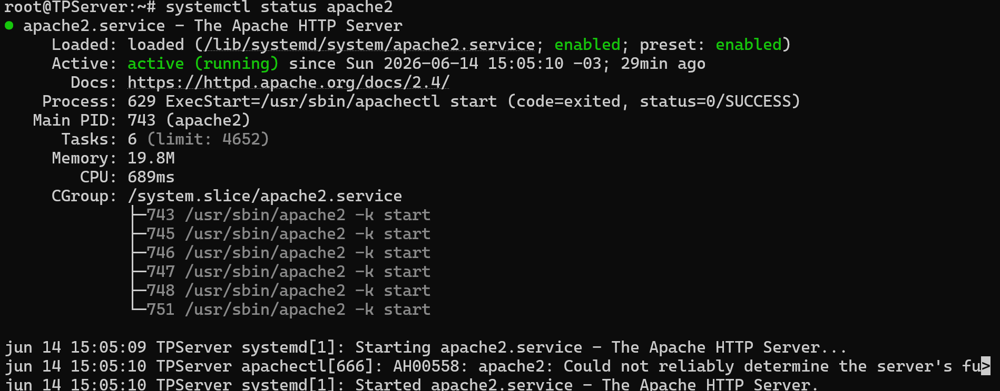 root@TPServer:~# systemctl status apache2
● apache2.service - The Apache HTTP Server
Loaded: loaded (/lib/systemd/system/apache2.service; enabled; preset: enabled)
Active: active (running) since Sun 2026-06-14 15:05:10 -03; 29min ago
Docs: https://httpd.apache.org/docs/2.4/
Process: 629 ExecStart=/usr/sbin/apachectl start (code=exited, status=0/SUCCESS)
Main PID: 743 (apache2)
Tasks: 6 (limit: 4652)
Memory: 19.8M
CPU: 689ms
CGroup: /system.slice/apache2.service
├─743 /usr/sbin/apache2 -k start
├─745 /usr/sbin/apache2 -k start
├─746 /usr/sbin/apache2 -k start
├─747 /usr/sbin/apache2 -k start
├─748 /usr/sbin/apache2 -k start
└─751 /usr/sbin/apache2 -k start
jun 14 15:05:09 TPServer systemd[1]: Starting apache2.service - The Apache HTTP Server...
jun 14 15:05:10 TPServer apachectl[666]: AH00558: apache2: Could not reliably determine the server's fu>
jun 14 15:05:10 TPServer systemd[1]: Started apache2.service - The Apache HTTP Server.